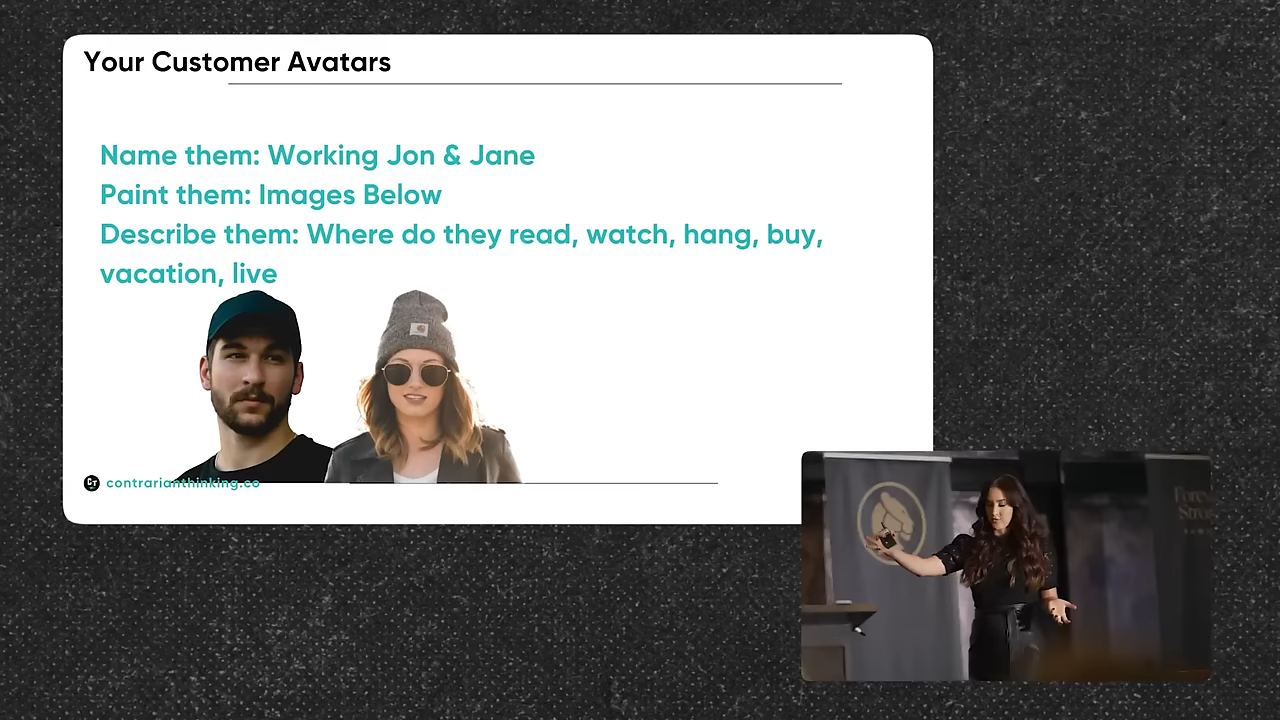 Your Customer Avatars
Name them: Working Jon & Jane
Paint them: Images Below
Describe them: Where do they read, watch, hang, buy,
vacation, live
CT contrarianthinking.co